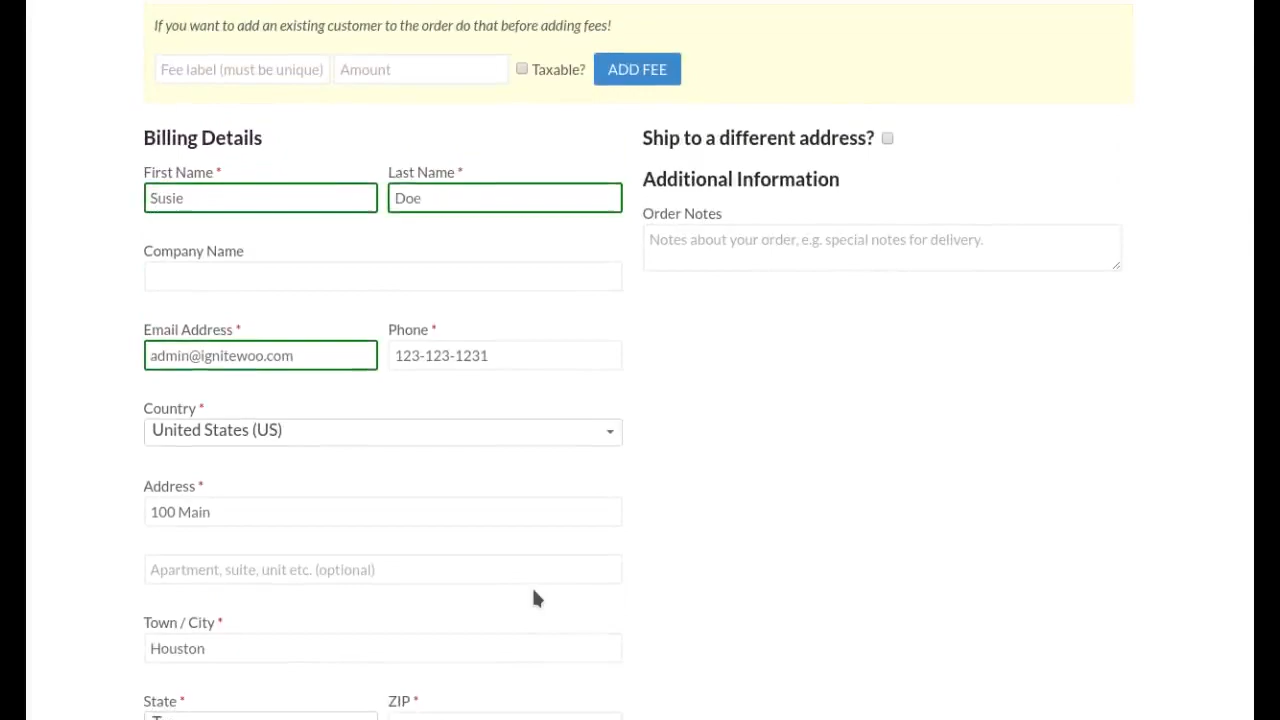 If you want to add an existing customer to the order do that before adding fees!
Fee label (must be unique) Amount Taxable? ADD FEE
Billing Details
First Name * Last Name *
Susie Doe
Company Name
Email Address * Phone *
admin@ignitewoo.com 123-123-1231
Country *
United States (US)
Address *
100 Main
Apartment, suite, unit etc. (optional)
Town / City *
Houston
State * ZIP *
Ship to a different address?
Additional Information
Order Notes
Notes about your order, e.g. special notes for delivery.